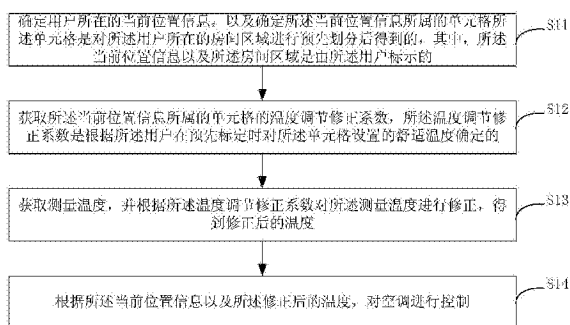 确定用户所在的当前位置信息，以及确定所述当前位置信息所属的单元格所
述单元格是对所述用户所在的房间区域进行预先划分后得到的，其中，所述
当前位置信息以及所述房间区域是由所述用户标示的
S11
获取所述当前位置信息所属的单元格的温度调节修正系数，所述温度调节修
正系数是根据所述用户在预先标定时对所述单元格设置的舒适温度确定的
S12
获取测量温度，并根据所述温度调节修正系数对所述测量温度进行修正，得
到修正后的温度
S13
根据所述当前位置信息以及所述修正后的温度，对空调进行控制
S14